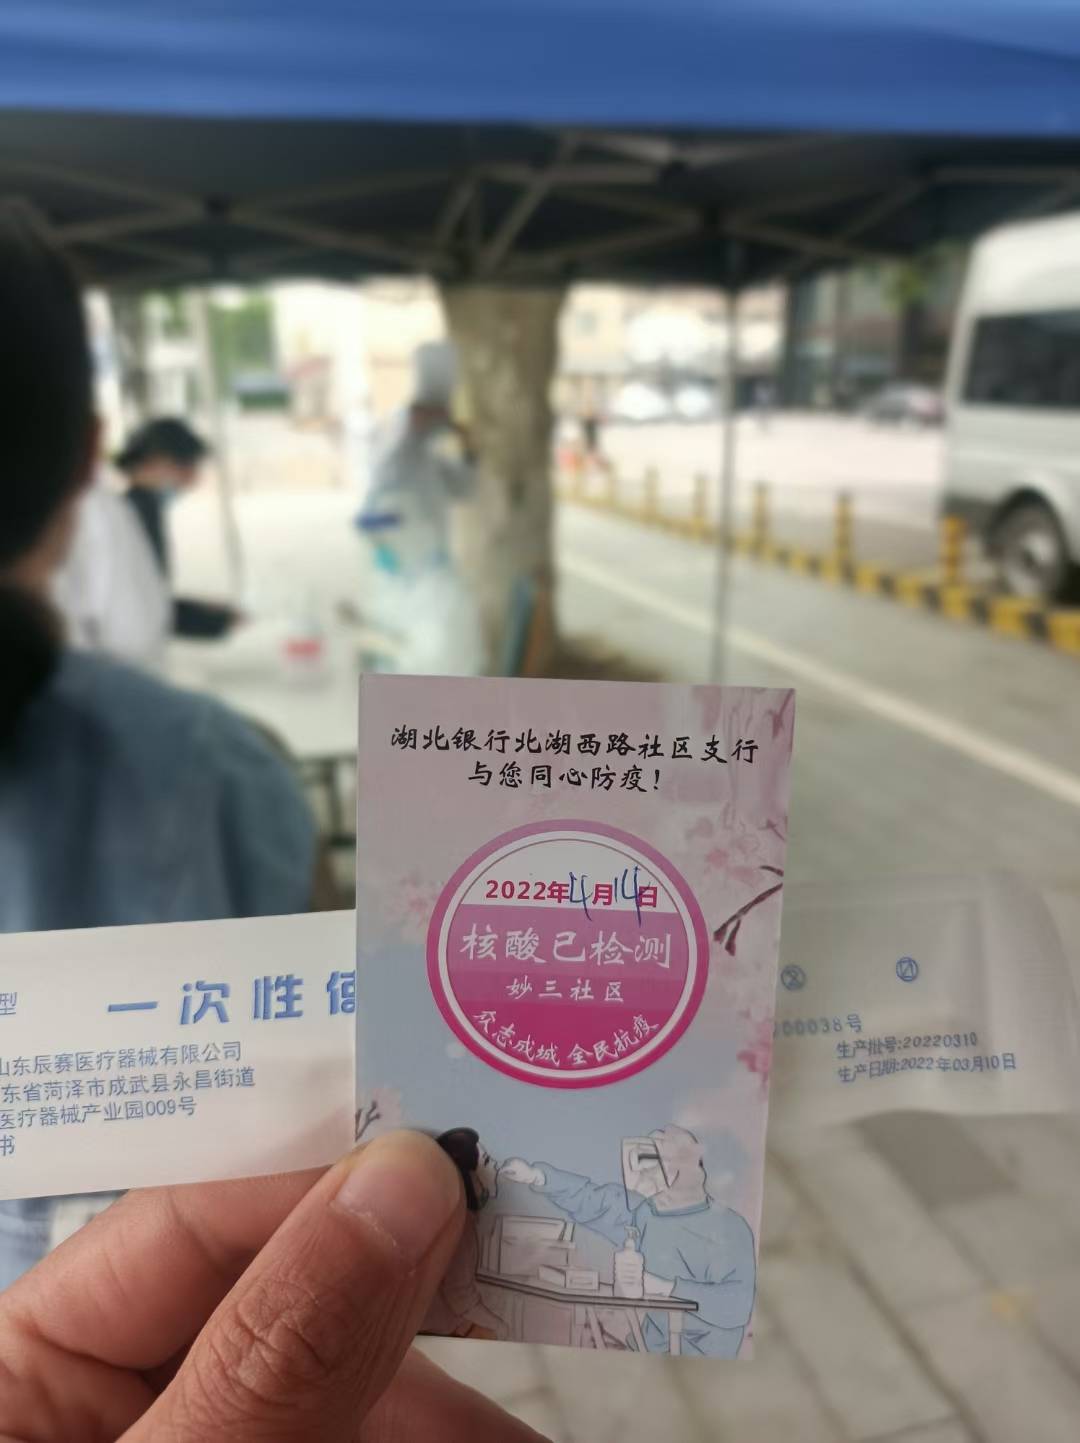 湖北银行北湖西路社区支行
与您同心防疫！
2022年4月14日
核酸已检测
妙三社区
众志成城 全民抗疫
型
一次性使
山东辰赛医疗器械有限公司
东省菏泽市成武县永昌街道
医疗器械产业园009号
书
00038号
生产批号:20220310
生产日期:2022年03月10日